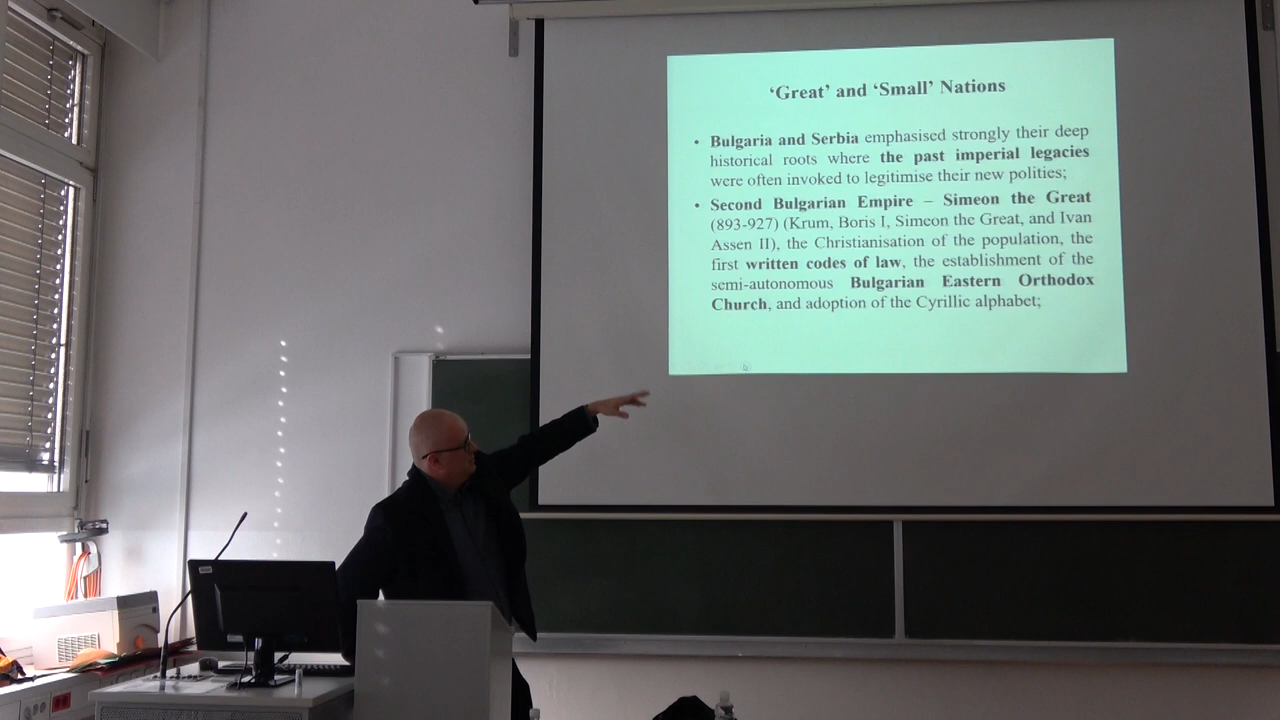 ‘Great’ and ‘Small’ Nations
• Bulgaria and Serbia emphasised strongly their deep
historical roots where the past imperial legacies
were often invoked to legitimise their new polities;
• Second Bulgarian Empire – Simeon the Great
(893-927) (Krum, Boris I, Simeon the Great, and Ivan
Assen II), the Christianisation of the population, the
first written codes of law, the establishment of the
semi-autonomous Bulgarian Eastern Orthodox
Church, and adoption of the Cyrillic alphabet;